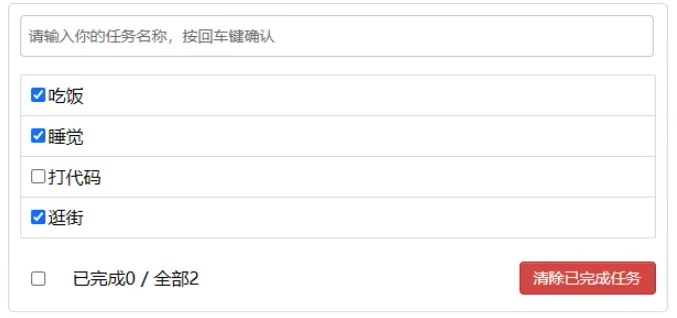 请输入你的任务名称，按回车键确认
吃饭
睡觉
打代码
逛街
已完成0 / 全部2
清除已完成任务